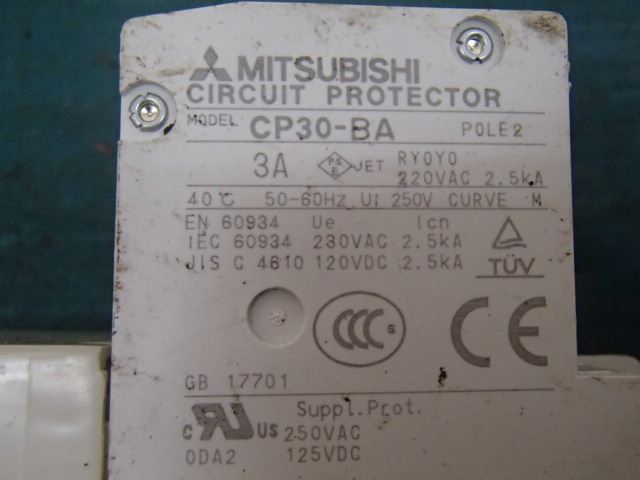 MITSUBISHI
CIRCUIT PROTECTOR
MODEL CP30-BA POLE2
3A PS E JET RYOYO
220VAC 2.5kA
40℃ 50-60Hz Ui 250V CURVE M
EN 60934 Ue Icn
IEC 60934 230VAC 2.5kA
JIS C 4610 120VDC 2.5kA
TÜV
CCC S CE
GB 17701
Suppl.Prot.
c RU US 250VAC
ODA2 125VDC